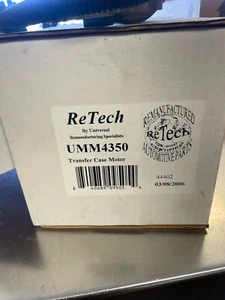 ReTech
By Universal
Remanufacturing Specialists
UMM4350
Transfer Case Motor
REMANUFACTURED
ReTech
AUTOMOTIVE PARTS
44402
03/08/2006